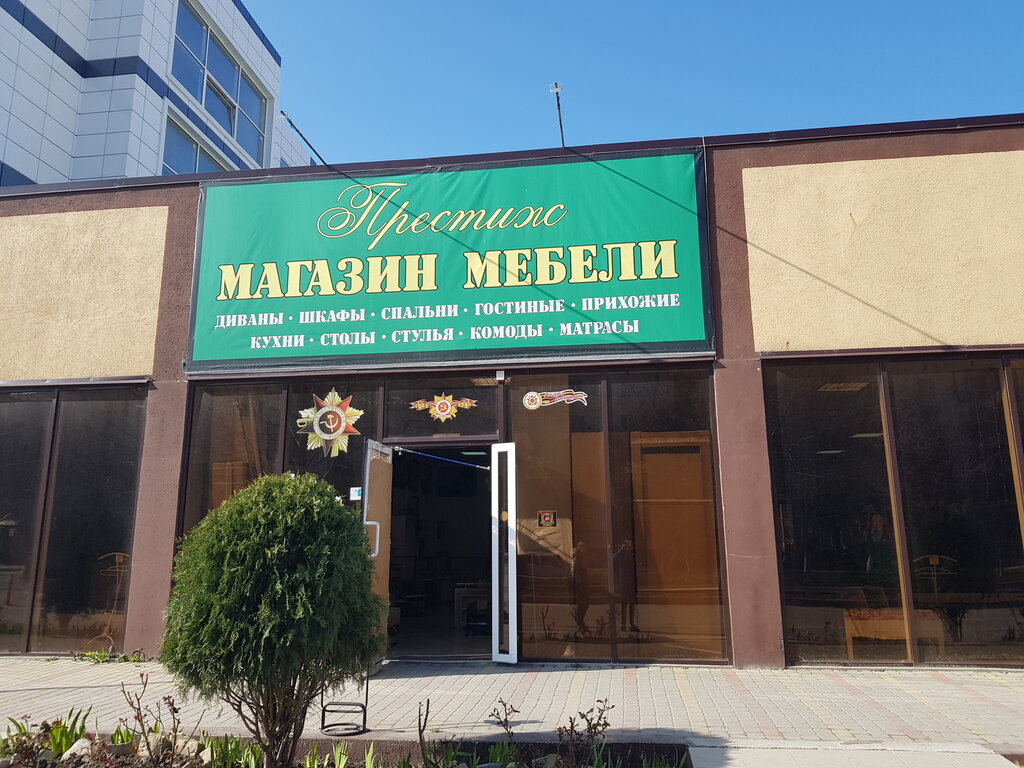 Престиж
МАГАЗИН МЕБЕЛИ
ДИВАНЫ · ШКАФЫ · СПАЛЬНИ · ГОСТИНЫЕ · ПРИХОЖИЕ
КУХНИ · СТОЛЫ · СТУЛЬЯ · КОМОДЫ · МАТРАСЫ